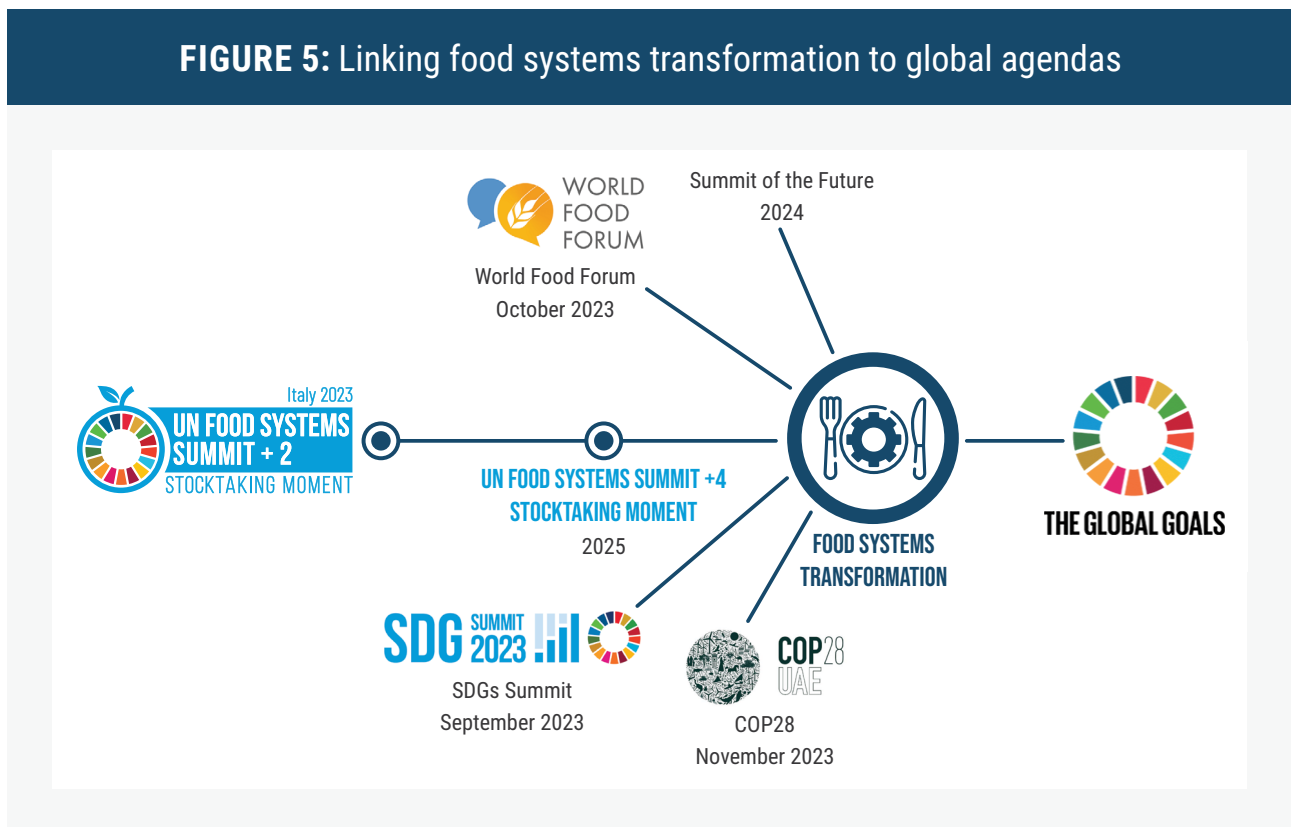 FIGURE 5: Linking food systems transformation to global agendas
WORLD
FOOD
FORUM
World Food Forum
October 2023
Summit of the Future
2024
Italy 2023
UN FOOD SYSTEMS
SUMMIT + 2
STOCKTAKING MOMENT
UN FOOD SYSTEMS SUMMIT +4
STOCKTAKING MOMENT
2025
FOOD SYSTEMS
TRANSFORMATION
THE GLOBAL GOALS
SDG SUMMIT
2023
SDGs Summit
September 2023
COP28
UAE
COP28
November 2023